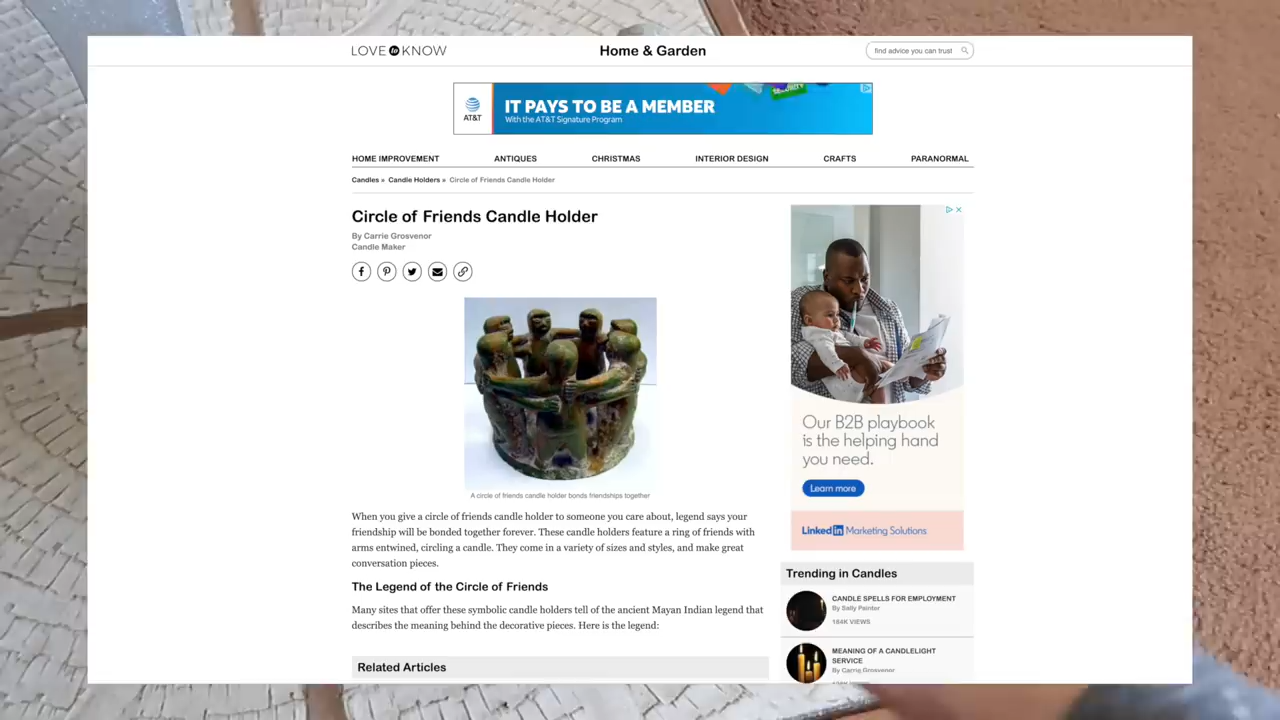 LOVE to KNOW
Home & Garden
find advice you can trust
AT&T
IT PAYS TO BE A MEMBER
With the AT&T Signature Program
HOME IMPROVEMENT
ANTIQUES
CHRISTMAS
INTERIOR DESIGN
CRAFTS
PARANORMAL
Candles » Candle Holders » Circle of Friends Candle Holder
Circle of Friends Candle Holder
By Carrie Grosvenor
Candle Maker
A circle of friends candle holder bonds friendships together
When you give a circle of friends candle holder to someone you care about, legend says your
friendship will be bonded together forever. These candle holders feature a ring of friends with
arms entwined, circling a candle. They come in a variety of sizes and styles, and make great
conversation pieces.
The Legend of the Circle of Friends
Many sites that offer these symbolic candle holders tell of the ancient Mayan Indian legend that
describes the meaning behind the decorative pieces. Here is the legend:
Related Articles
Our B2B playbook
is the helping hand
you need.
Learn more
Linked in Marketing Solutions
Trending in Candles
CANDLE SPELLS FOR EMPLOYMENT
By Sally Painter
184K VIEWS
MEANING OF A CANDLELIGHT
SERVICE
By Carrie Grosvenor